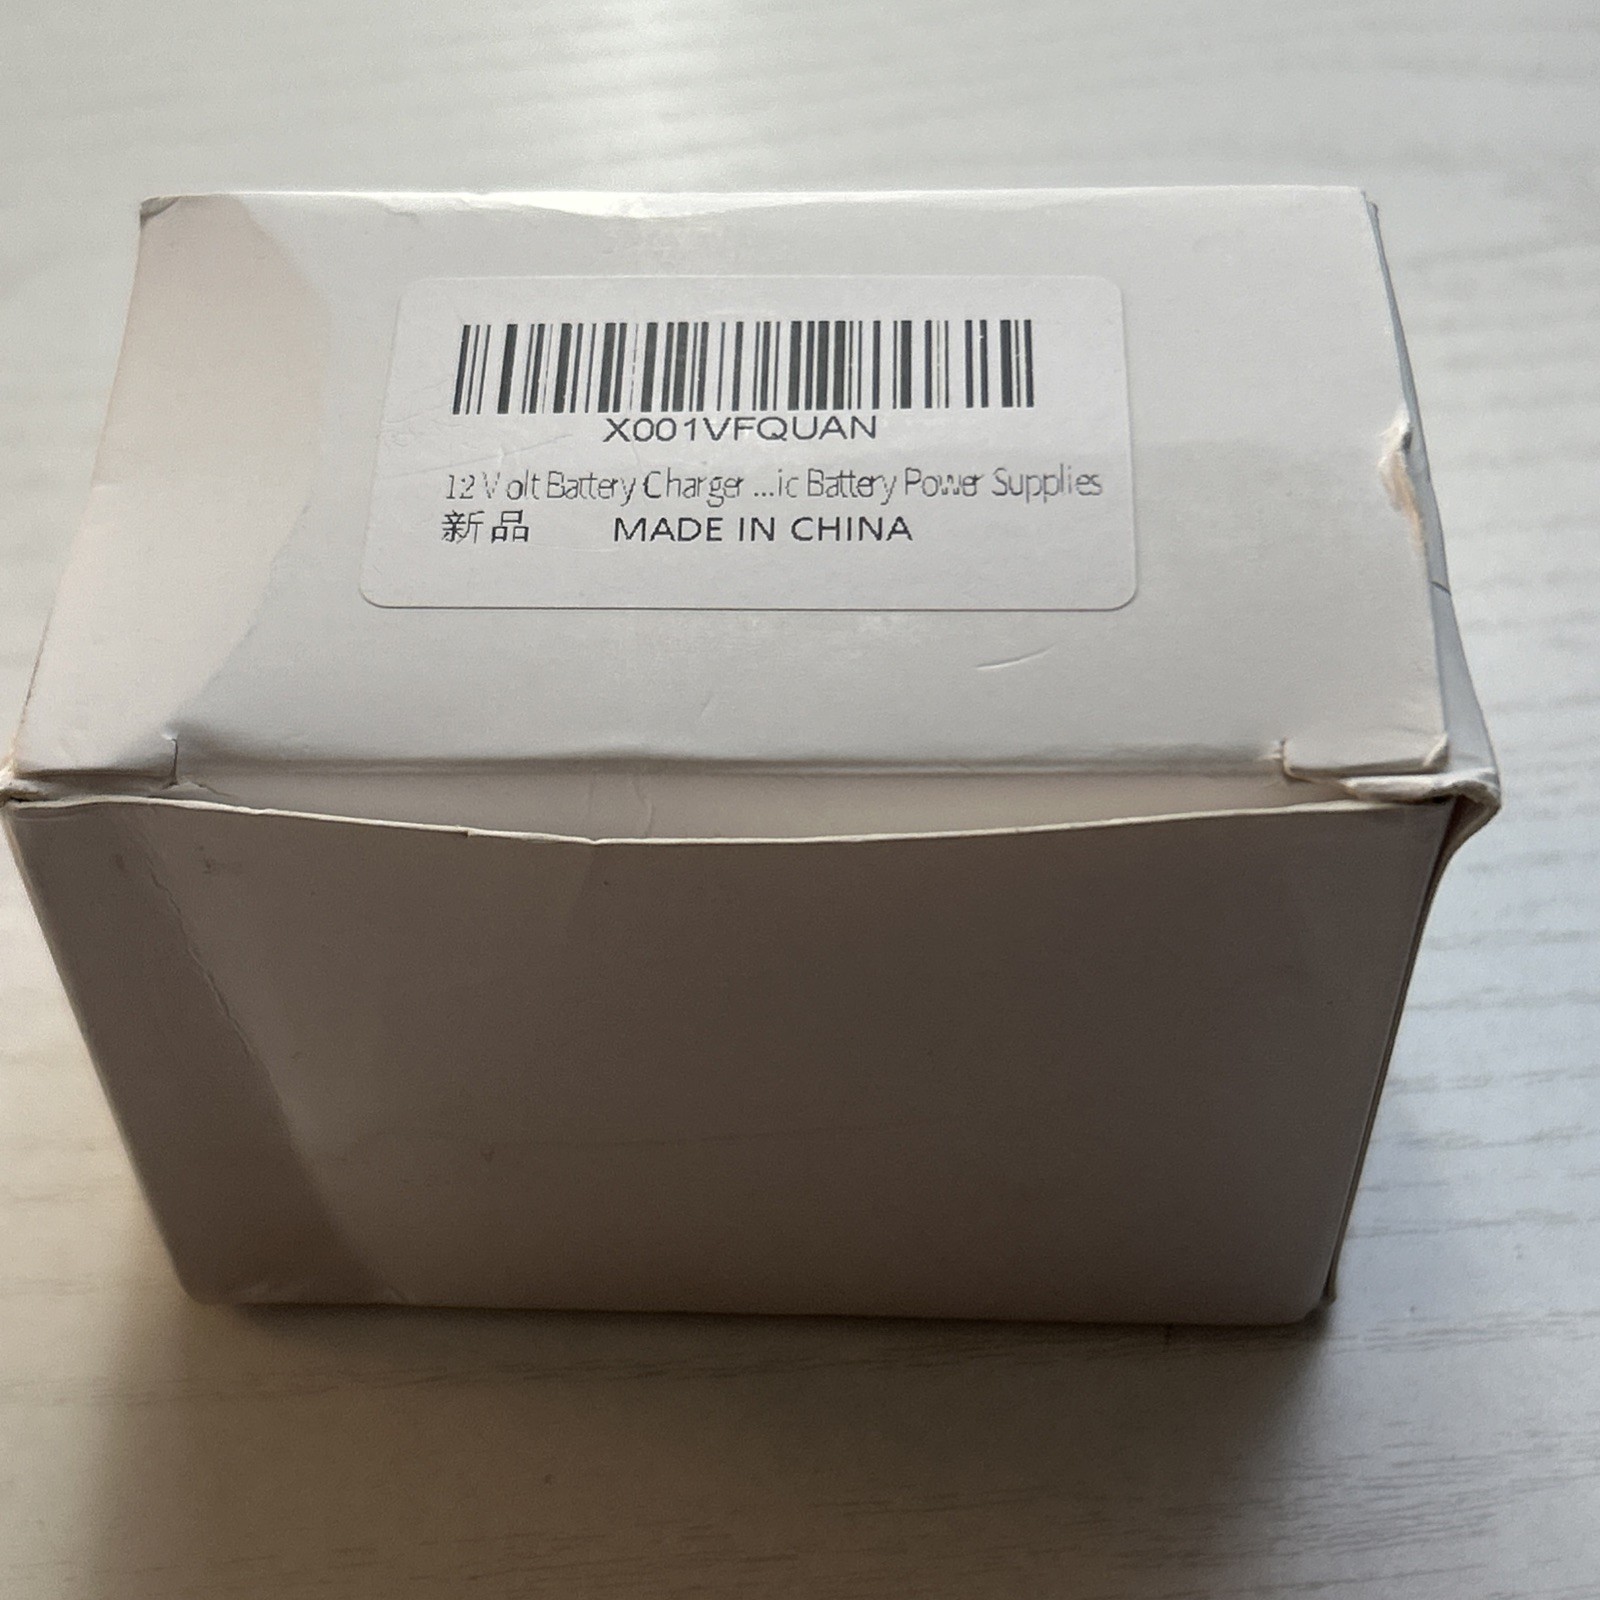 X001VFQUAN
12 Volt Battery Charger ...ic Battery Power Supplies
新品 MADE IN CHINA